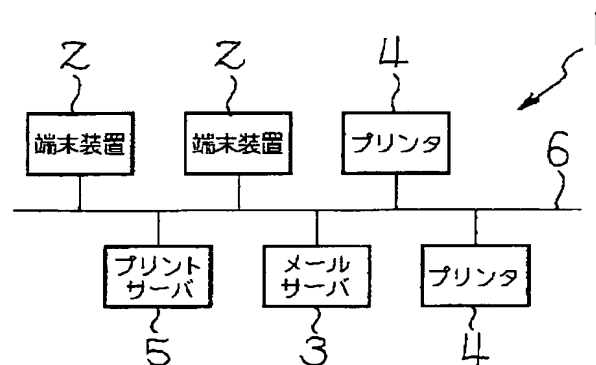 1
2 2 4
端末装置 端末装置 プリンタ
6
プリント メール プリンタ
サーバ サーバ
5 3 4